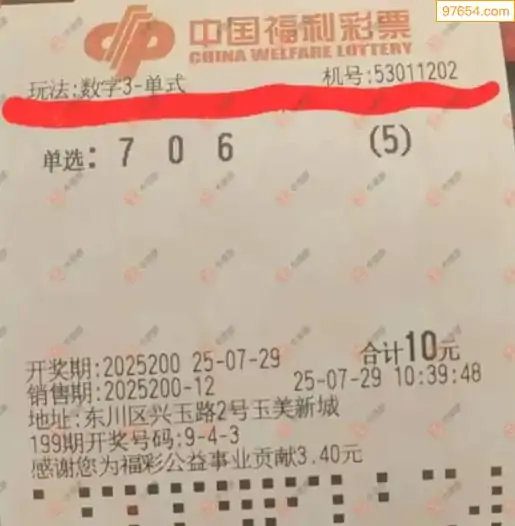 97654.com
中国福利彩票
CHINA WELFARE LOTTERY
玩法:数字3-单式 机号:53011202
单选: 7 0 6 (5)
开奖期:2025200 25-07-29 合计10元
销售期:2025200-12 25-07-29 10:39:48
地址:东川区兴玉路2号玉美新城
199期开奖号码:9-4-3
感谢您为福彩公益事业贡献3.40元